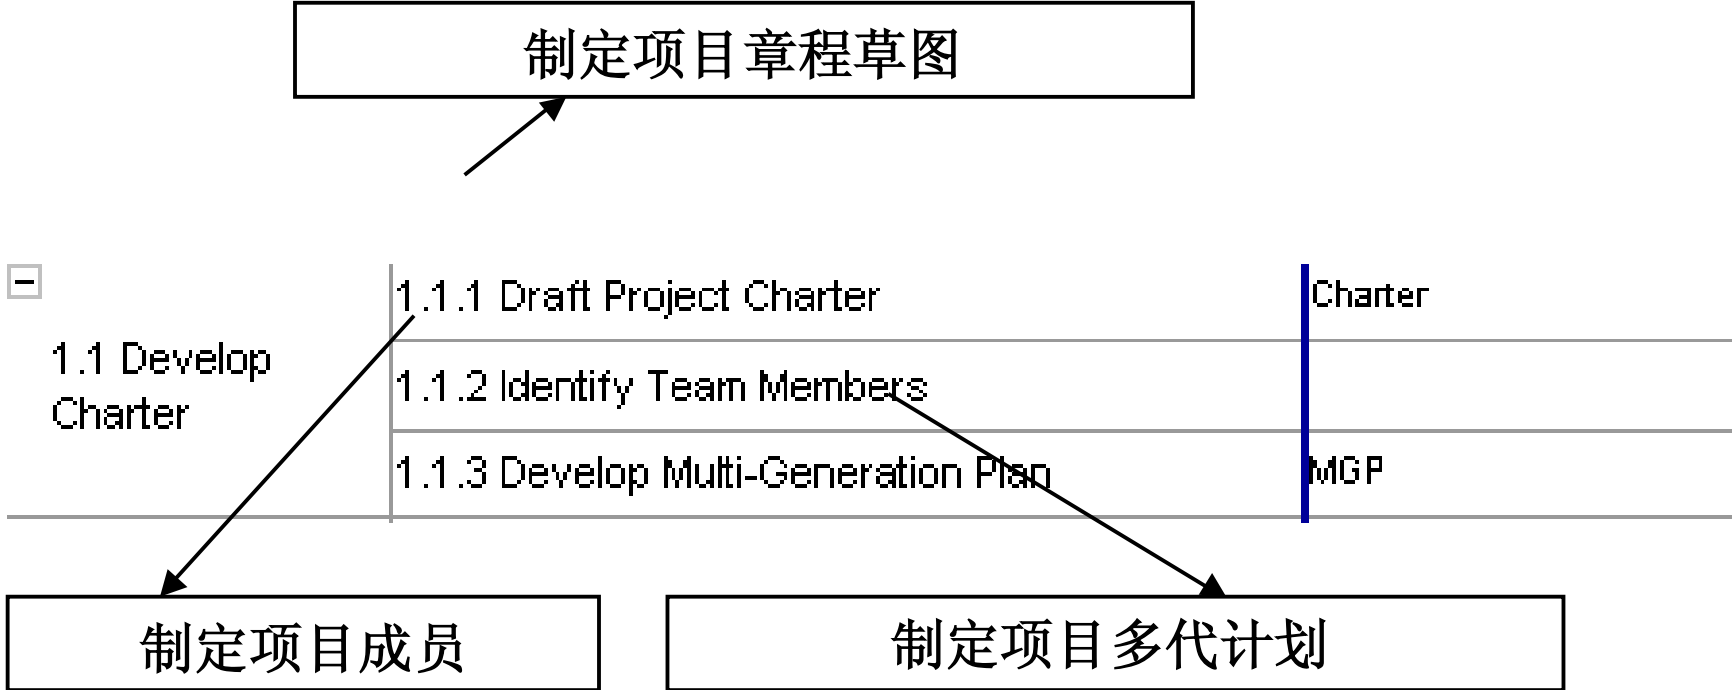 制定项目章程草图
1.1.1 Draft Project Charter
Charter
1.1 Develop
Charter
1.1.2 Identify Team Members
1.1.3 Develop Multi-Generation Plan
MGP
制定项目成员
制定项目多代计划